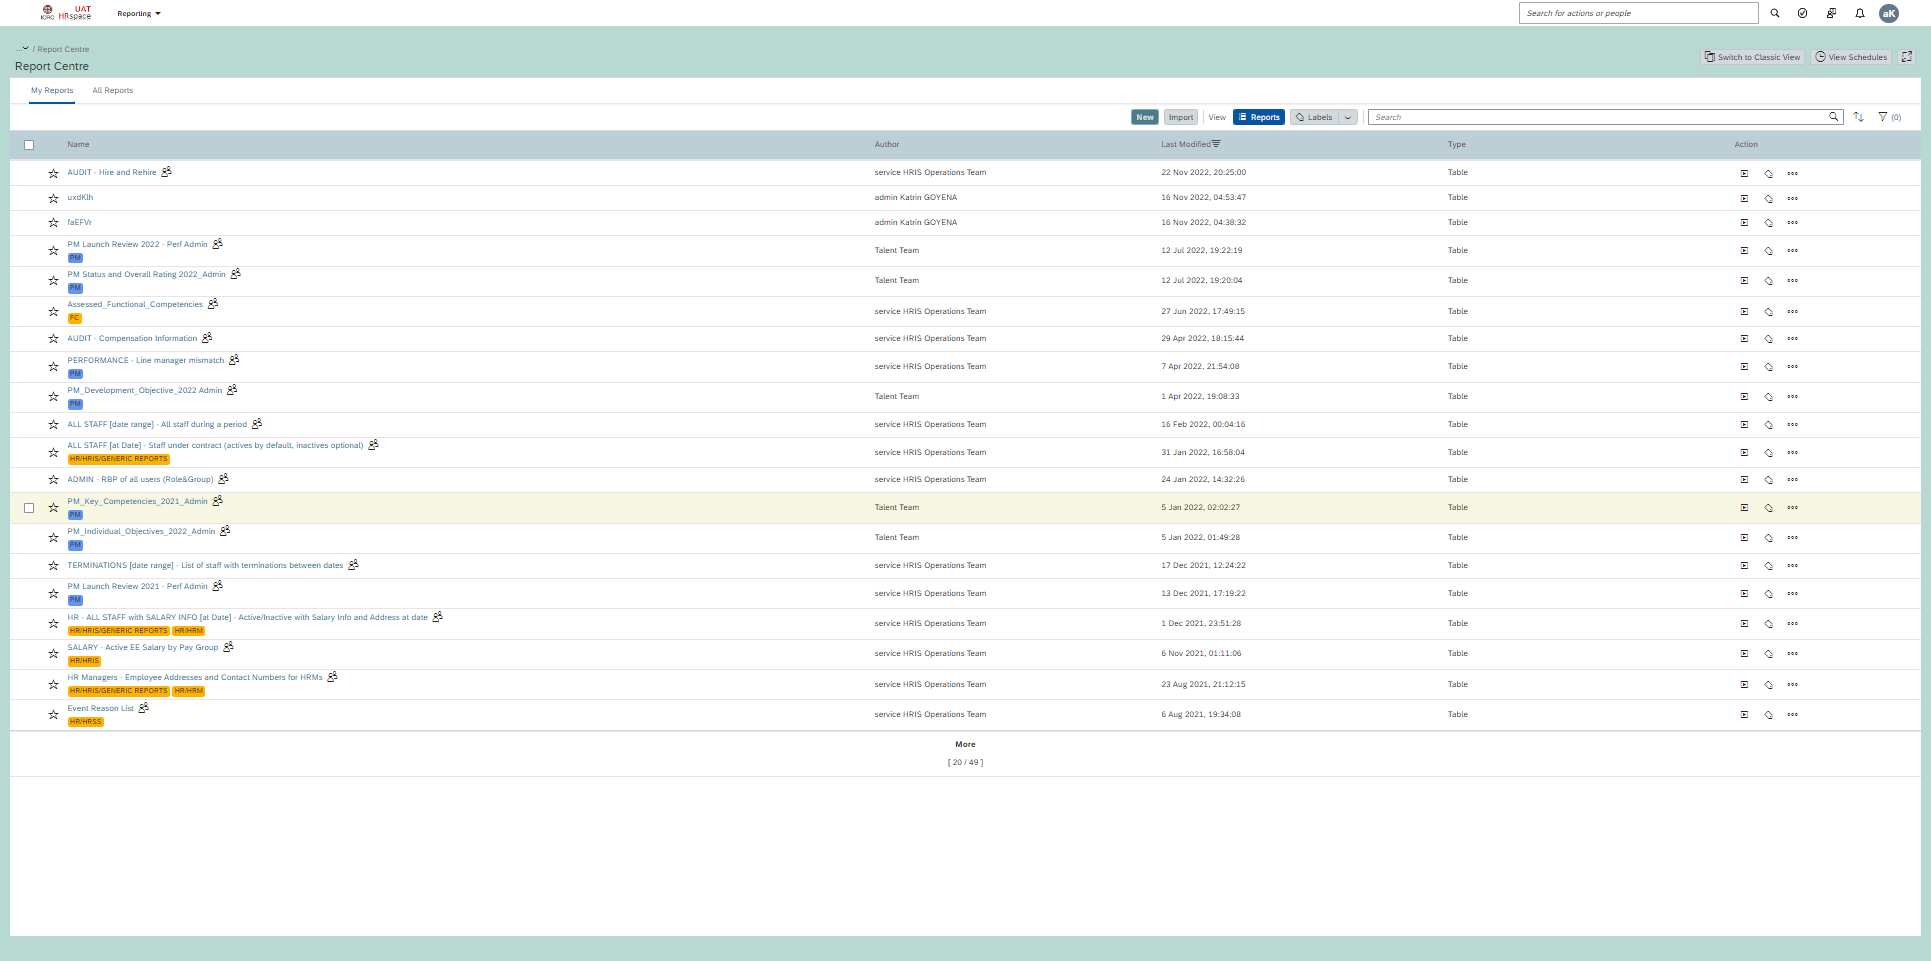 UAT
ICRC HRspace
Reporting
Search for actions or people
aK
... / Report Centre
Report Centre
Switch to Classic View
View Schedules
My Reports All Reports
New Import View Reports Labels Search (0)
Name Author Last Modified Type Action
AUDIT - Hire and Rehire service HRIS Operations Team 22 Nov 2022, 20:25:00 Table
uxdKlh admin Katrin GOYENA 16 Nov 2022, 04:53:47 Table
faEFVr admin Katrin GOYENA 16 Nov 2022, 04:38:32 Table
PM Launch Review 2022 - Perf Admin Talent Team 12 Jul 2022, 19:22:19 Table
PM
PM Status and Overall Rating 2022_Admin Talent Team 12 Jul 2022, 19:20:04 Table
PM
Assessed_Functional_Competencies service HRIS Operations Team 27 Jun 2022, 17:49:15 Table
FC
AUDIT - Compensation Information service HRIS Operations Team 29 Apr 2022, 18:15:44 Table
PERFORMANCE - Line manager mismatch service HRIS Operations Team 7 Apr 2022, 21:54:08 Table
PM
PM_Development_Objective_2022 Admin Talent Team 1 Apr 2022, 19:08:33 Table
PM
ALL STAFF [date range] - All staff during a period service HRIS Operations Team 16 Feb 2022, 00:04:16 Table
ALL STAFF [at Date] - Staff under contract (actives by default, inactives optional) service HRIS Operations Team 31 Jan 2022, 16:58:04 Table
HR/HRIS/GENERIC REPORTS
ADMIN - RBP of all users (Role&Group) service HRIS Operations Team 24 Jan 2022, 14:32:26 Table
PM_Key_Competencies_2021_Admin Talent Team 5 Jan 2022, 02:02:27 Table
PM
PM_Individual_Objectives_2022_Admin Talent Team 5 Jan 2022, 01:49:28 Table
PM
TERMINATIONS [date range] - List of staff with terminations between dates service HRIS Operations Team 17 Dec 2021, 12:24:22 Table
PM Launch Review 2021 - Perf Admin service HRIS Operations Team 13 Dec 2021, 17:19:22 Table
PM
HR - ALL STAFF with SALARY INFO [at Date] - Active/Inactive with Salary Info and Address at date service HRIS Operations Team 1 Dec 2021, 23:51:28 Table
HR/HRIS/GENERIC REPORTS HR/HRM
SALARY - Active EE Salary by Pay Group service HRIS Operations Team 6 Nov 2021, 01:11:06 Table
HR/HRIS
HR Managers - Employee Addresses and Contact Numbers for HRMs service HRIS Operations Team 23 Aug 2021, 21:12:15 Table
HR/HRIS/GENERIC REPORTS HR/HRM
Event Reason List service HRIS Operations Team 6 Aug 2021, 19:34:08 Table
HR/HRSS
More
[ 20 / 49 ]